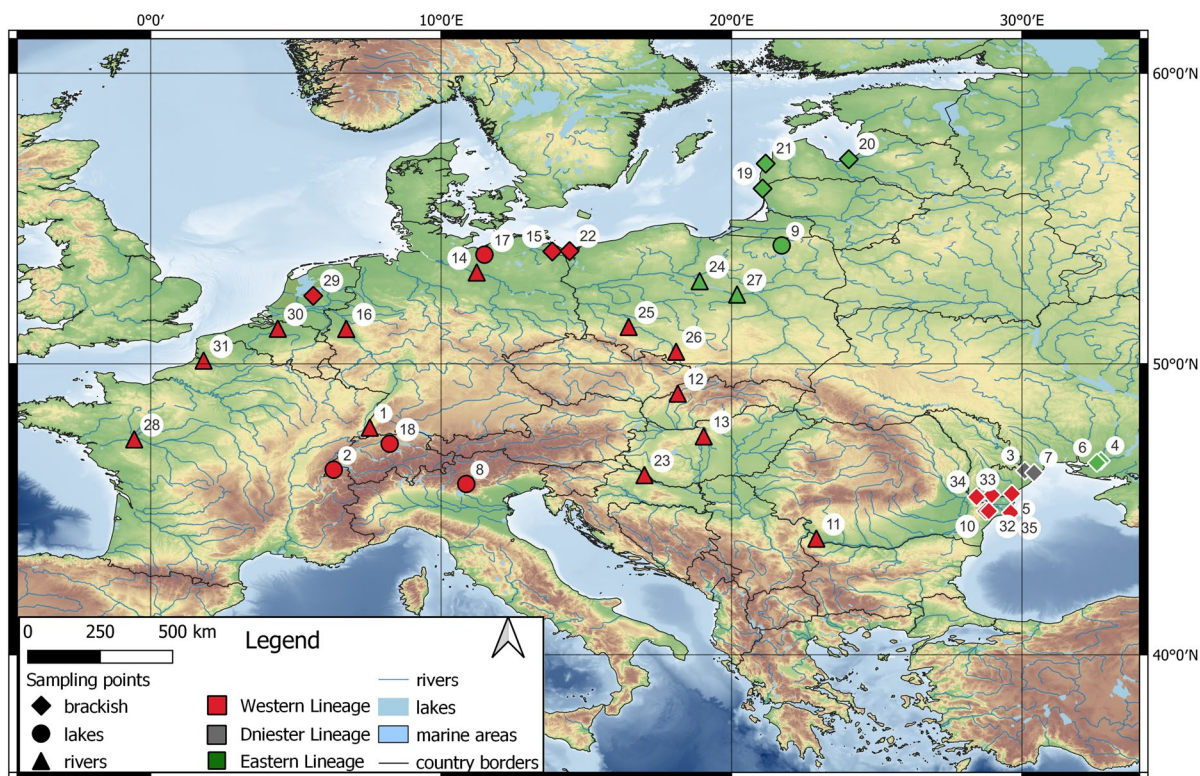 0°0′ 10°0′E 20°0′E 30°0′E
60°0′N
21 20
19
17 15 22 9
14
29 24 27
30 16 25
31 26
50°0′N
12
28 1 18 13
2 8 23
6 4
3 7
34 33
11 10 5
32 35
40°0′N
0 250 500 km
Legend
Sampling points
brackish
lakes
rivers
Western Lineage
Dniester Lineage
Eastern Lineage
rivers
lakes
marine areas
country borders